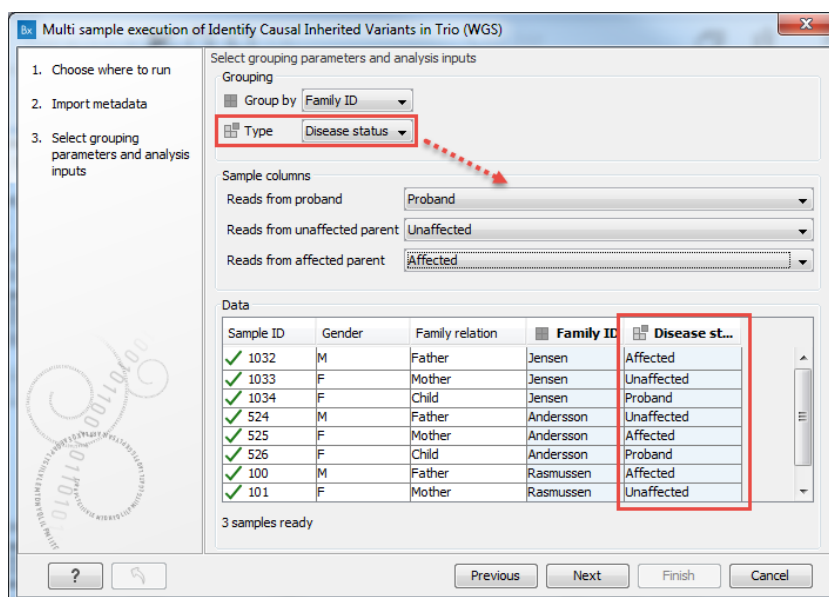 Bx Multi sample execution of Identify Causal Inherited Variants in Trio (WGS)
x
1. Choose where to run
2. Import metadata
3. Select grouping
parameters and analysis
inputs
Select grouping parameters and analysis inputs
Grouping
Group by Family ID
Type Disease status
Sample columns
Reads from proband Proband
Reads from unaffected parent Unaffected
Reads from affected parent Affected
Data
Sample ID Gender Family relation Family ID Disease st...
1032 M Father Jensen Affected
1033 F Mother Jensen Unaffected
1034 F Child Jensen Proband
524 M Father Andersson Unaffected
525 F Mother Andersson Affected
526 F Child Andersson Proband
100 M Father Rasmussen Affected
101 F Mother Rasmussen Unaffected
3 samples ready
? Previous Next Finish Cancel